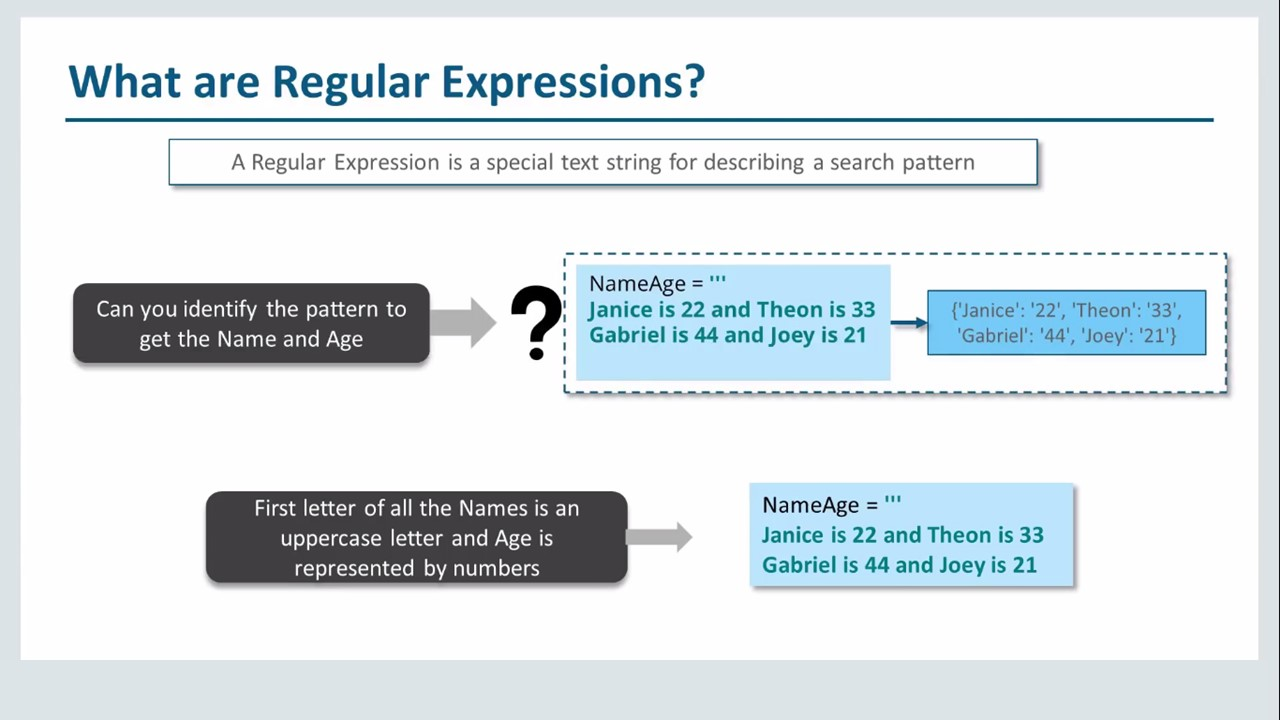 What are Regular Expressions?
A Regular Expression is a special text string for describing a search pattern
Can you identify the pattern to
get the Name and Age
?
NameAge = '''
Janice is 22 and Theon is 33
Gabriel is 44 and Joey is 21
{'Janice': '22', 'Theon': '33',
'Gabriel': '44', 'Joey': '21'}
First letter of all the Names is an
uppercase letter and Age is
represented by numbers
NameAge = '''
Janice is 22 and Theon is 33
Gabriel is 44 and Joey is 21